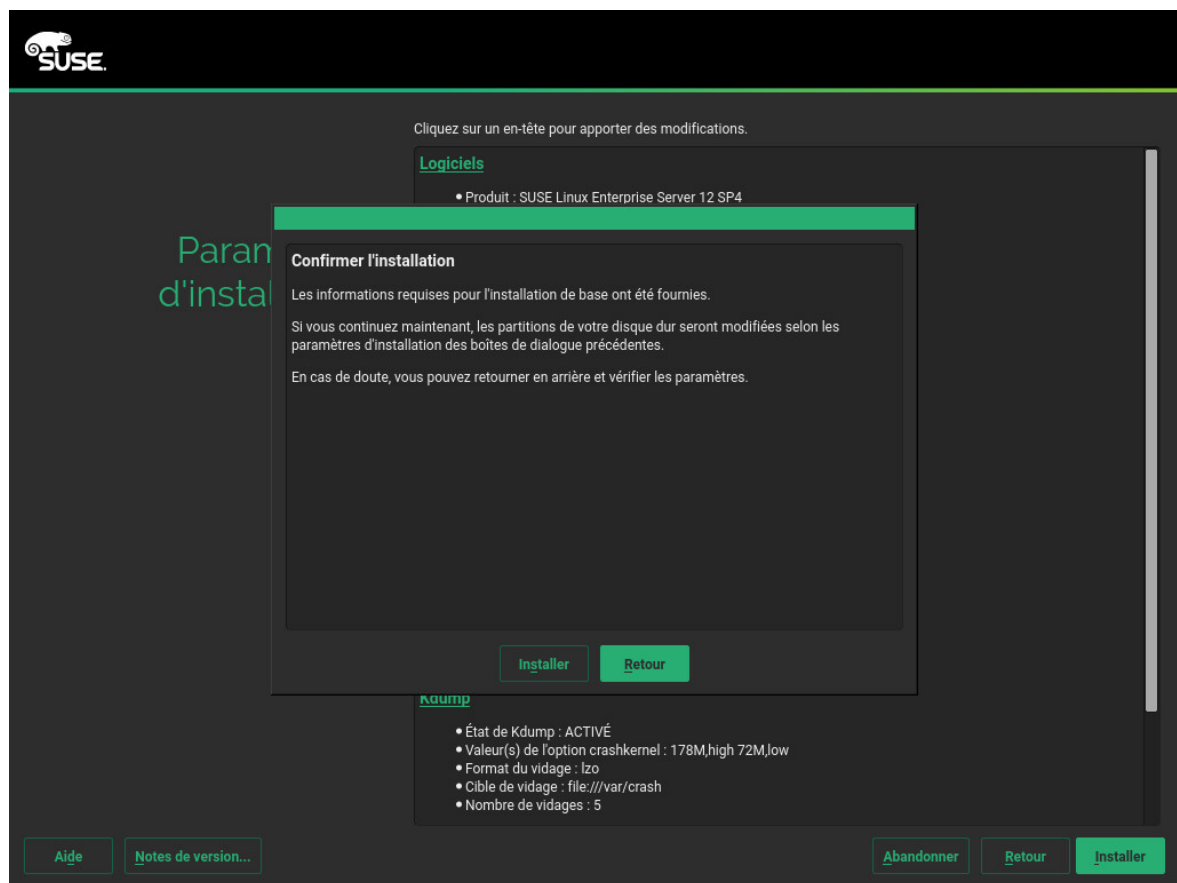 SUSE.
Cliquez sur un en-tête pour apporter des modifications.
Logiciels
• Produit : SUSE Linux Enterprise Server 12 SP4
Confirmer l'installation
Les informations requises pour l'installation de base ont été fournies.
Si vous continuez maintenant, les partitions de votre disque dur seront modifiées selon les
paramètres d'installation des boîtes de dialogue précédentes.
En cas de doute, vous pouvez retourner en arrière et vérifier les paramètres.
Installer
Retour
Kdump
• État de Kdump : ACTIVÉ
• Valeur(s) de l'option crashkernel : 178M,high 72M,low
• Format du vidage : lzo
• Cible de vidage : file:///var/crash
• Nombre de vidages : 5
Aide
Notes de version...
Abandonner
Retour
Installer